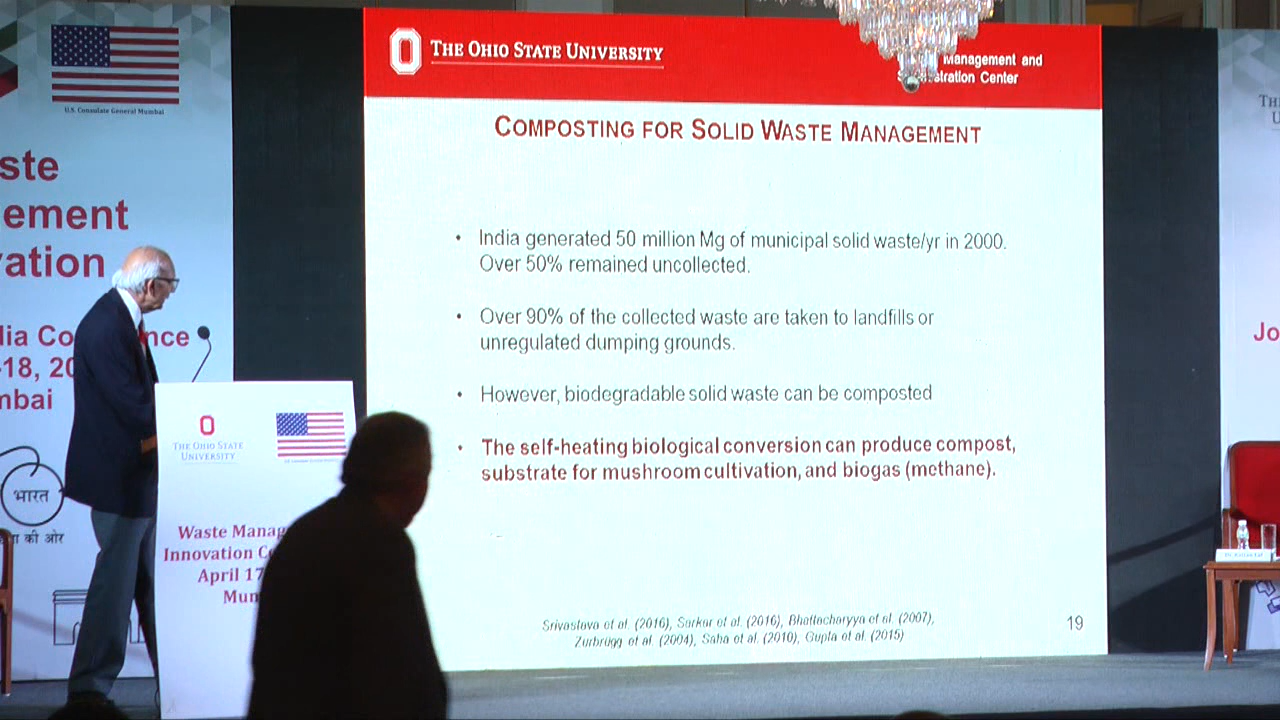 U.S. Consulate General Mumbai
ste
ement
vation
dia Co nce
-18, 20
mbai
भारत
की ओर
THE OHIO STATE UNIVERSITY
Management and
stration Center
COMPOSTING FOR SOLID WASTE MANAGEMENT
• India generated 50 million Mg of municipal solid waste/yr in 2000.
Over 50% remained uncollected.
• Over 90% of the collected waste are taken to landfills or
unregulated dumping grounds.
• However, biodegradable solid waste can be composted
• The self-heating biological conversion can produce compost,
substrate for mushroom cultivation, and biogas (methane).
Srivastava et al. (2016), Sarkar et al. (2016), Bhattacharyya et al. (2007),
Zurbrugg et al. (2004), Saha et al. (2010), Gupta et al. (2015)
19
THE OHIO STATE
UNIVERSITY
Waste Manag
Innovation C
April 17
Mum
TH
U
Jo